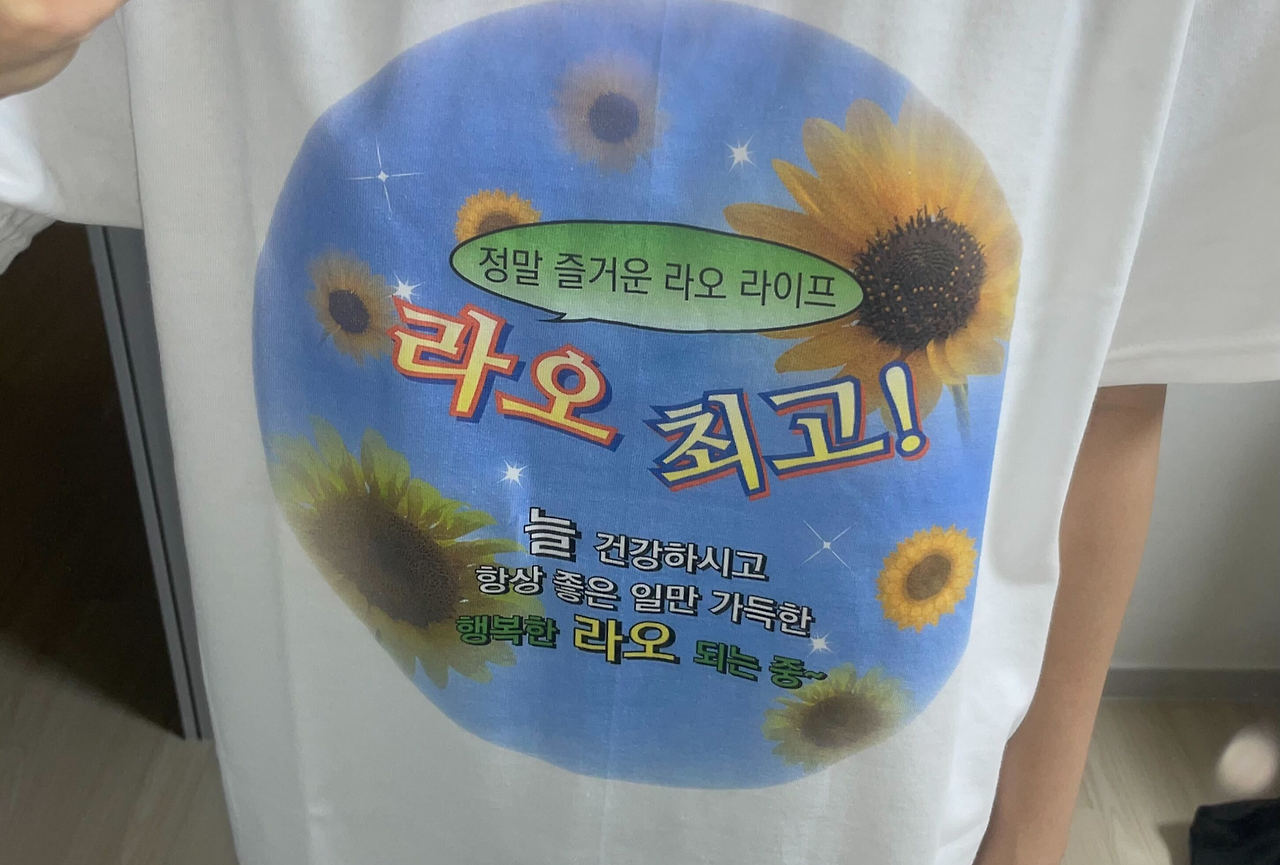 정말 즐거운 라오 라이프
라오 최고!
늘 건강하시고
항상 좋은 일만 가득한
행복한 라오 되는 중~